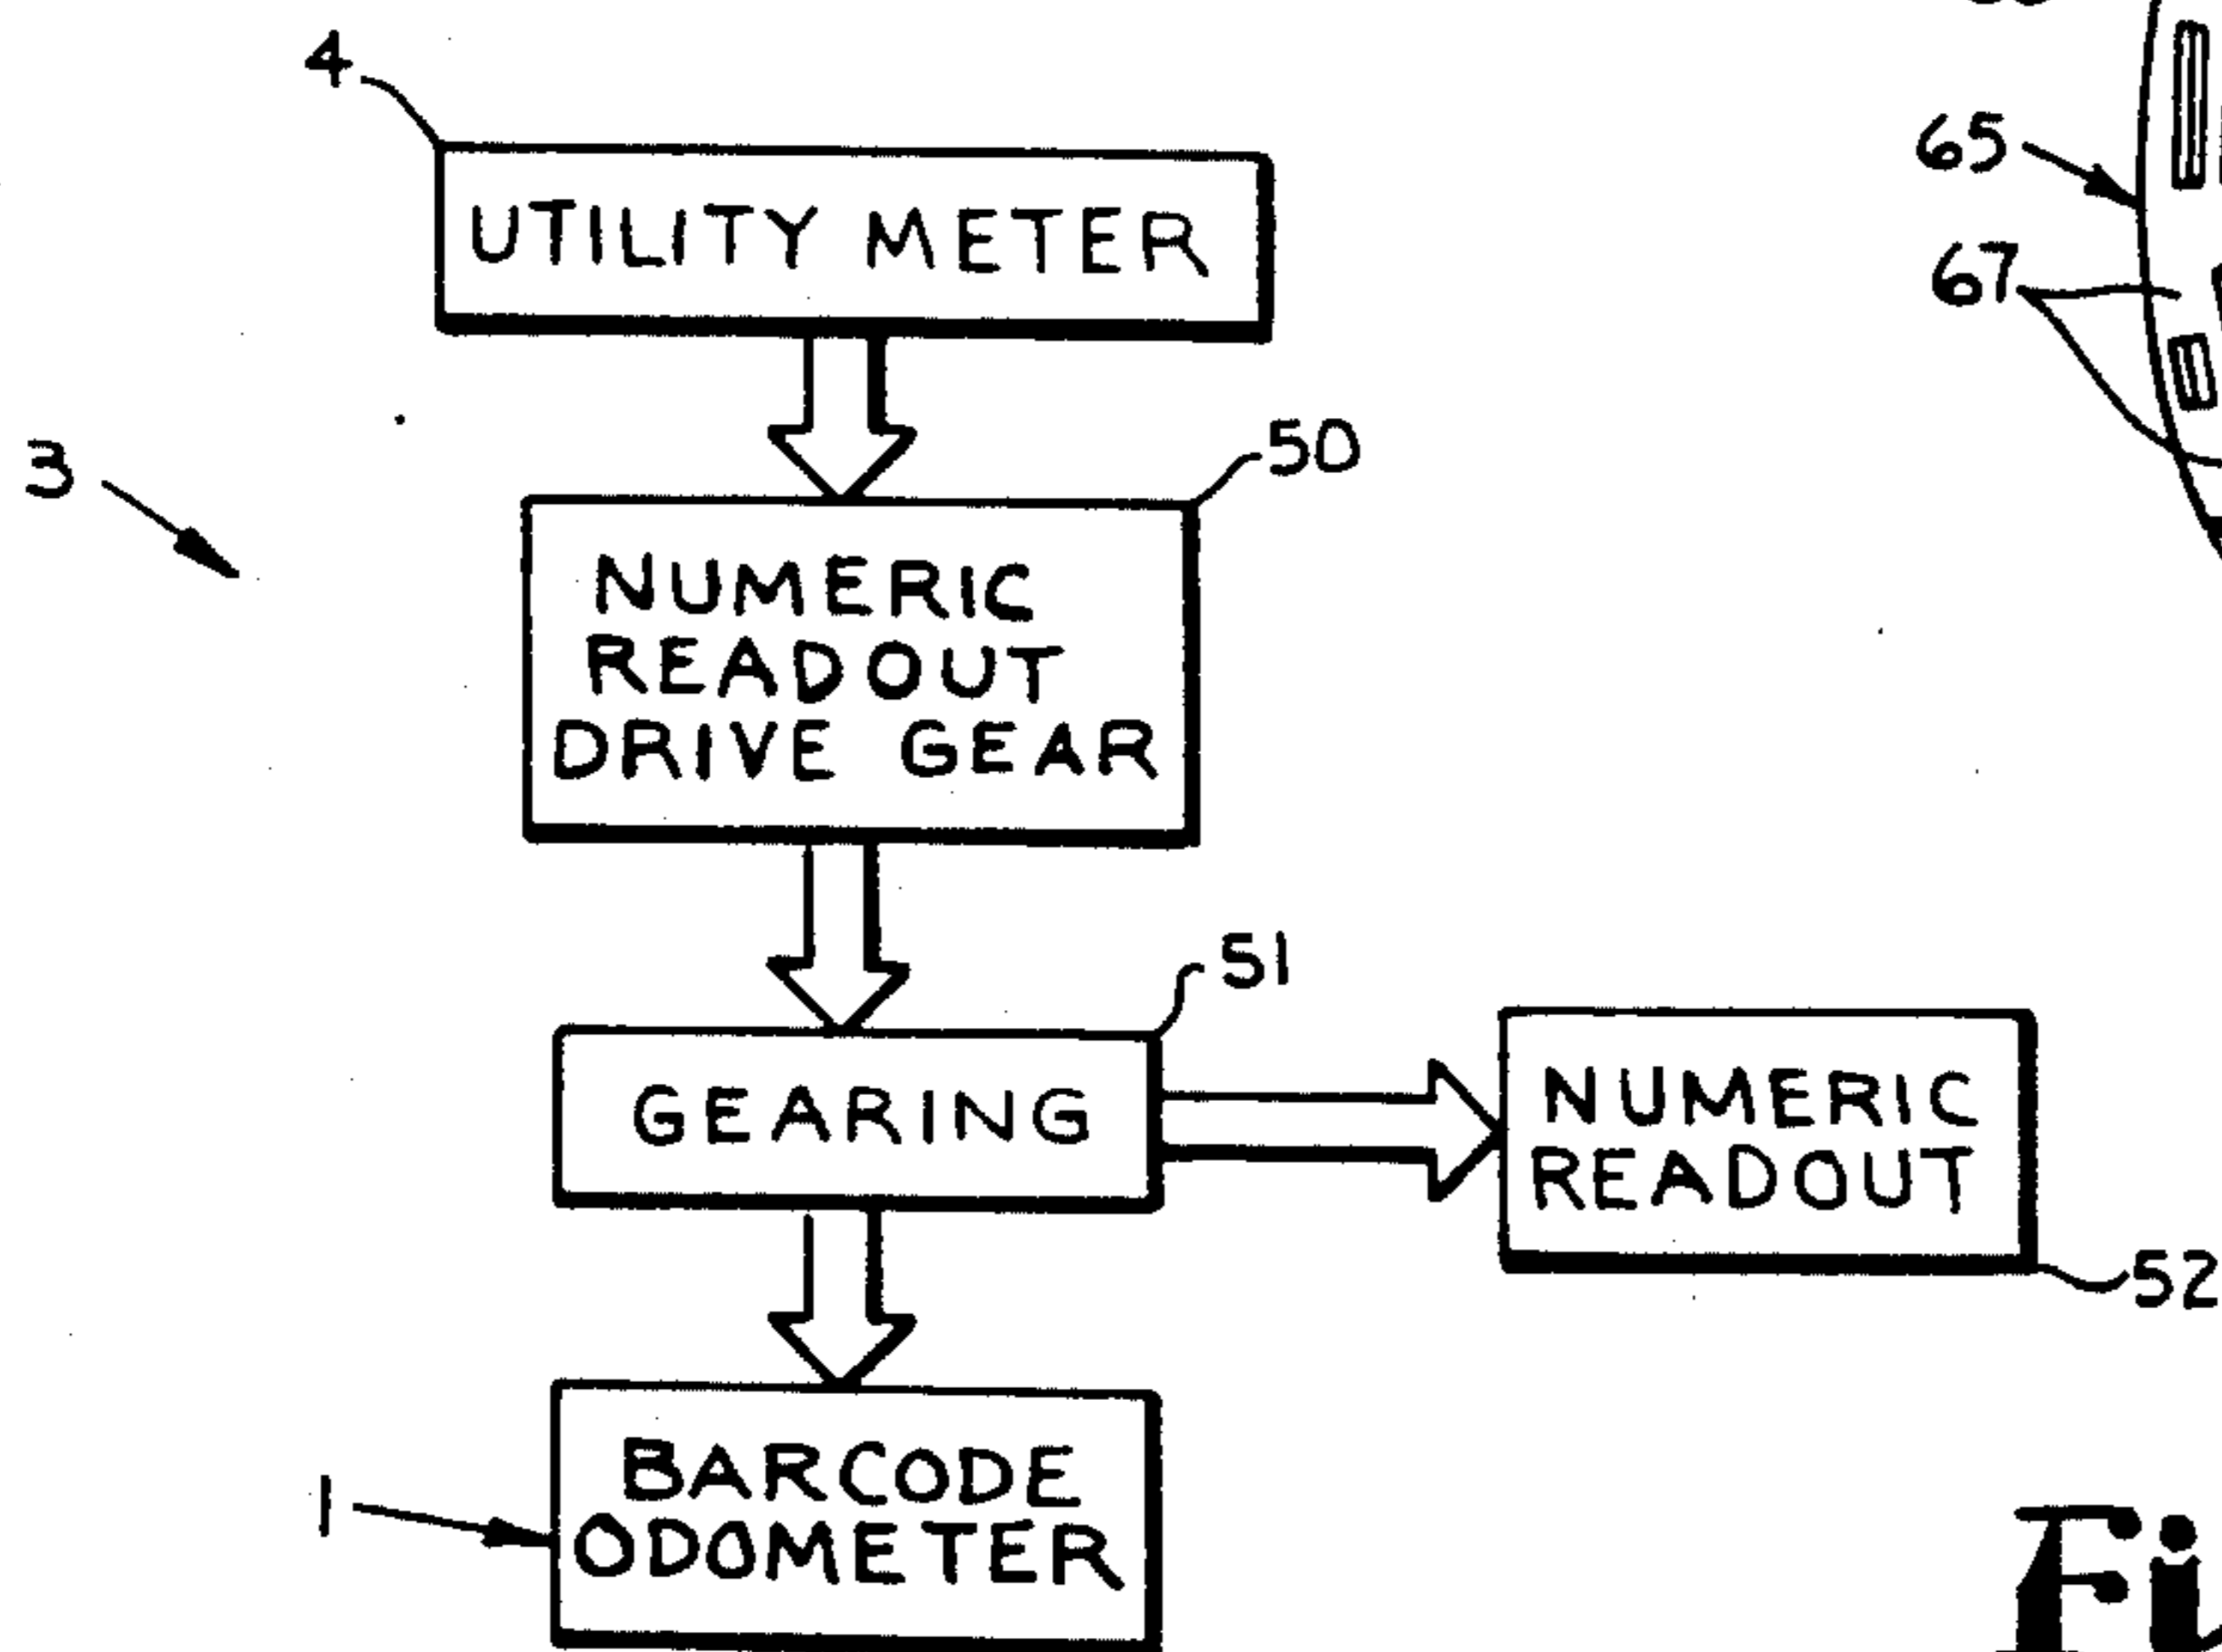 4
UTILITY METER
65
67
3
50
NUMERIC
READOUT
DRIVE GEAR
51
GEARING
NUMERIC
READOUT
52
1
BARCODE
ODOMETER